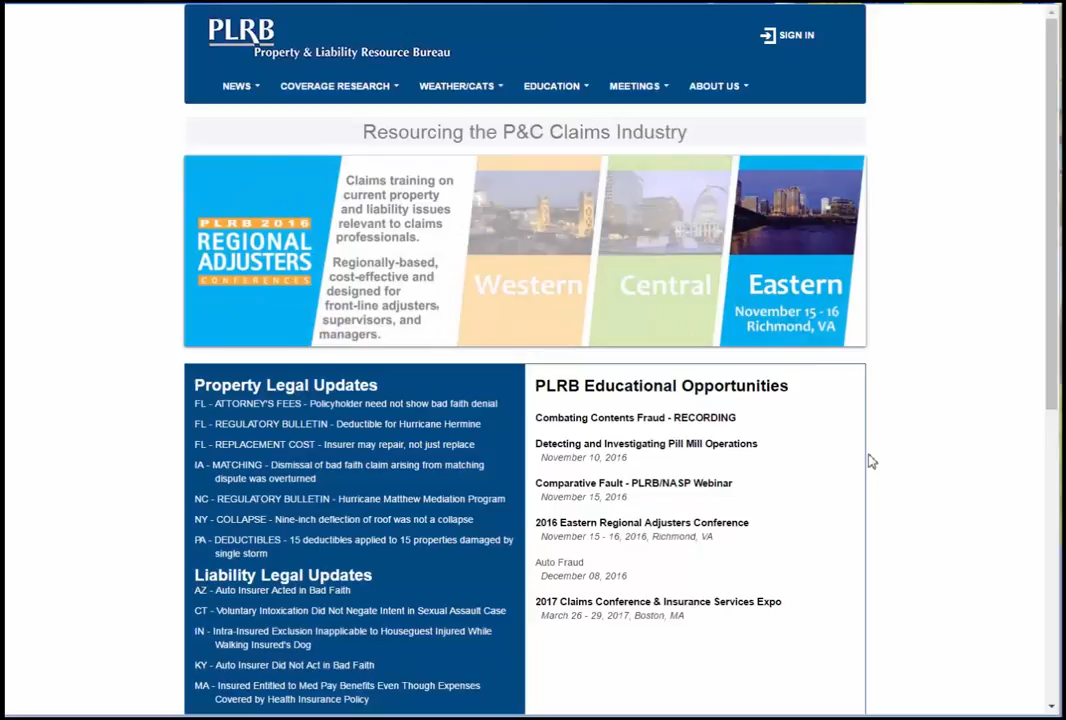 PLRB
Property & Liability Resource Bureau
SIGN IN
NEWS
COVERAGE RESEARCH
WEATHER/CATS
EDUCATION
MEETINGS
ABOUT US
Resourcing the P&C Claims Industry
PLRB 2016
REGIONAL
ADJUSTERS
CONFERENCES
Claims training on
current property
and liability issues
relevant to claims
professionals.
Regionally-based,
cost-effective and
designed for
front-line adjusters,
supervisors, and
managers.
Western
Central
Eastern
November 15 - 16
Richmond, VA
Property Legal Updates
FL - ATTORNEY'S FEES - Policyholder need not show bad faith denial
FL - REGULATORY BULLETIN - Deductible for Hurricane Hermine
FL - REPLACEMENT COST - Insurer may repair, not just replace
IA - MATCHING - Dismissal of bad faith claim arising from matching
dispute was overturned
NC - REGULATORY BULLETIN - Hurricane Matthew Mediation Program
NY - COLLAPSE - Nine-inch deflection of roof was not a collapse
PA - DEDUCTIBLES - 15 deductibles applied to 15 properties damaged by
single storm
Liability Legal Updates
AZ - Auto Insurer Acted in Bad Faith
CT - Voluntary Intoxication Did Not Negate Intent in Sexual Assault Case
IN - Intra-Insured Exclusion Inapplicable to Houseguest Injured While
Walking Insured's Dog
KY - Auto Insurer Did Not Act in Bad Faith
MA - Insured Entitled to Med Pay Benefits Even Though Expenses
Covered by Health Insurance Policy
PLRB Educational Opportunities
Combating Contents Fraud - RECORDING
Detecting and Investigating Pill Mill Operations
November 10, 2016
Comparative Fault - PLRB/NASP Webinar
November 15, 2016
2016 Eastern Regional Adjusters Conference
November 15 - 16, 2016, Richmond, VA
Auto Fraud
December 08, 2016
2017 Claims Conference & Insurance Services Expo
March 26 - 29, 2017, Boston, MA